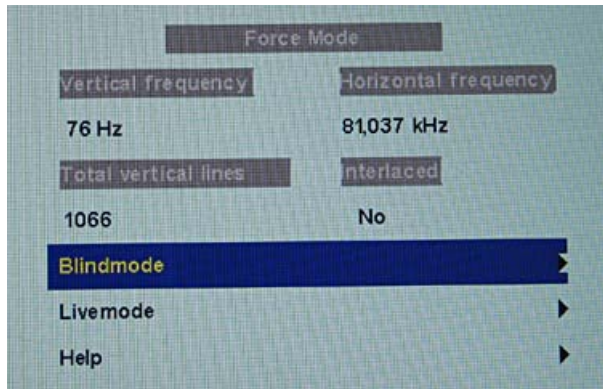 Force Mode
Vertical frequency Horizontal frequency
76 Hz 81,037 kHz
Total vertical lines Interlaced
1066 No
Blindmode
Livemode
Help